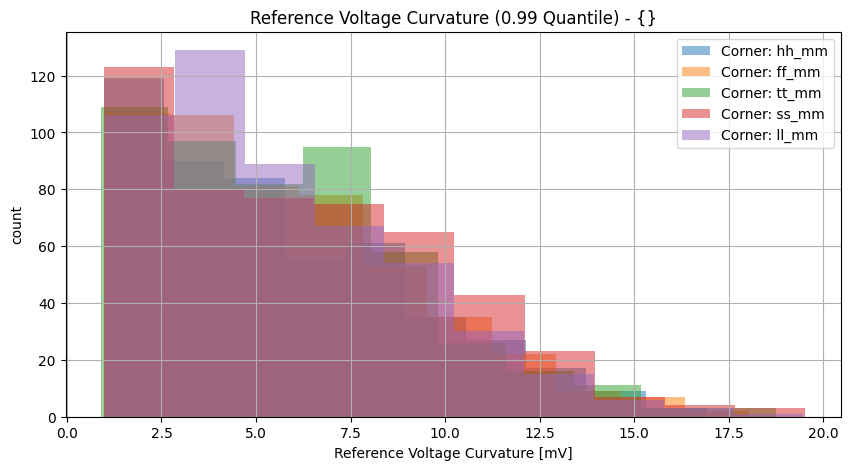 Reference Voltage Curvature (0.99 Quantile) - {}
Corner: hh_mm
Corner: ff_mm
Corner: tt_mm
Corner: ss_mm
Corner: ll_mm
count
120
100
80
60
40
20
0
0.0 2.5 5.0 7.5 10.0 12.5 15.0 17.5 20.0
Reference Voltage Curvature [mV]